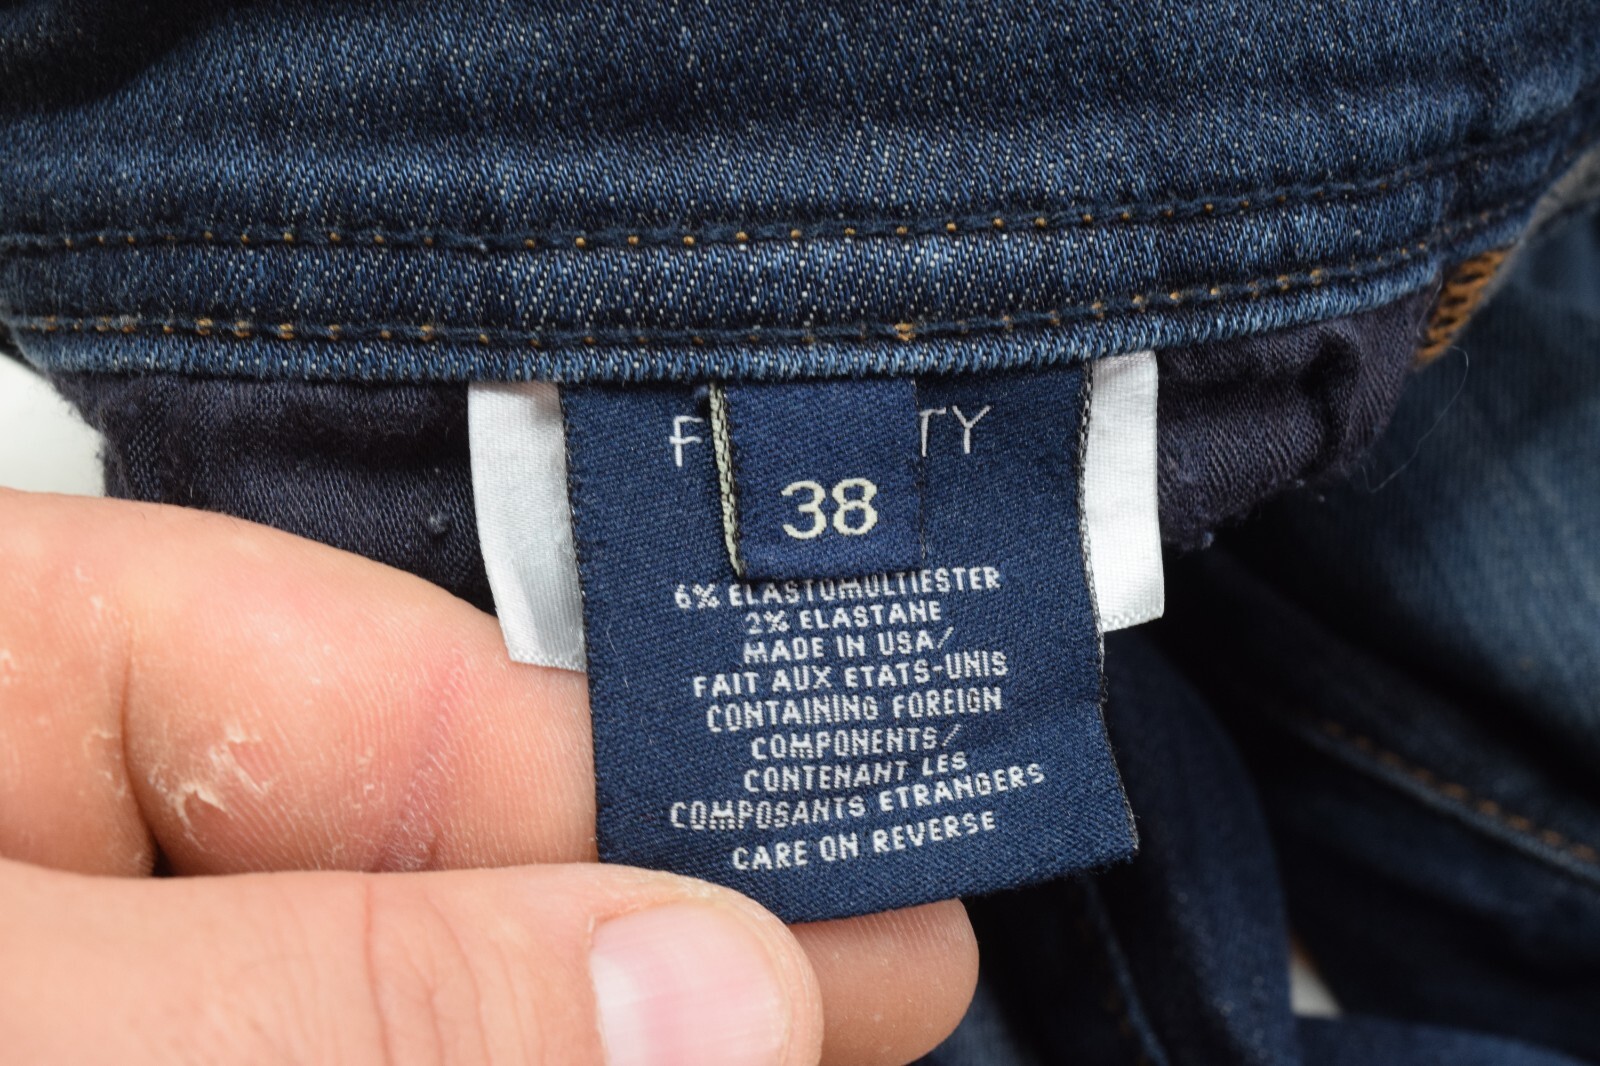 38
6% ELASTOMULTIESTER
2% ELASTANE
MADE IN USA/
FAIT AUX ETATS-UNIS
CONTAINING FOREIGN
COMPONENTS/
CONTENANT LES
COMPOSANTS ETRANGERS
CARE ON REVERSE